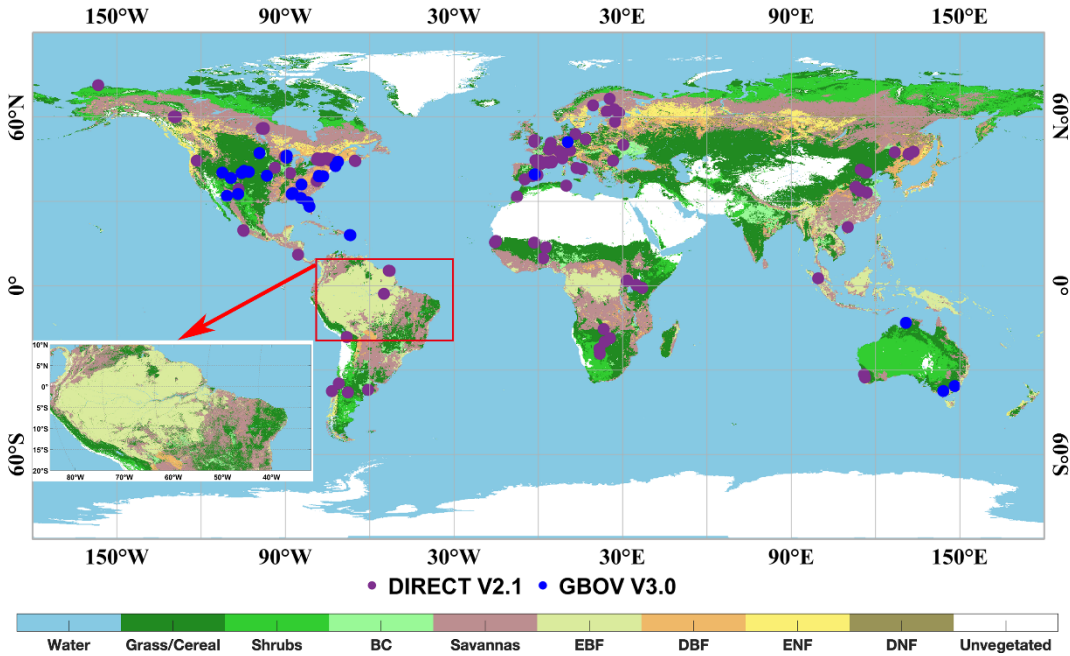 150°W 90°W 30°W 30°E 90°E 150°E
60°N 60°N
0° 0°
60°S 60°S
10°N
5°N
0°
5°S
10°S
15°S
20°S
80°W 70°W 60°W 50°W 40°W
150°W 90°W 30°W 30°E 90°E 150°E
DIRECT V2.1 GBOV V3.0
Water Grass/Cereal Shrubs BC Savannas EBF DBF ENF DNF Unvegetated